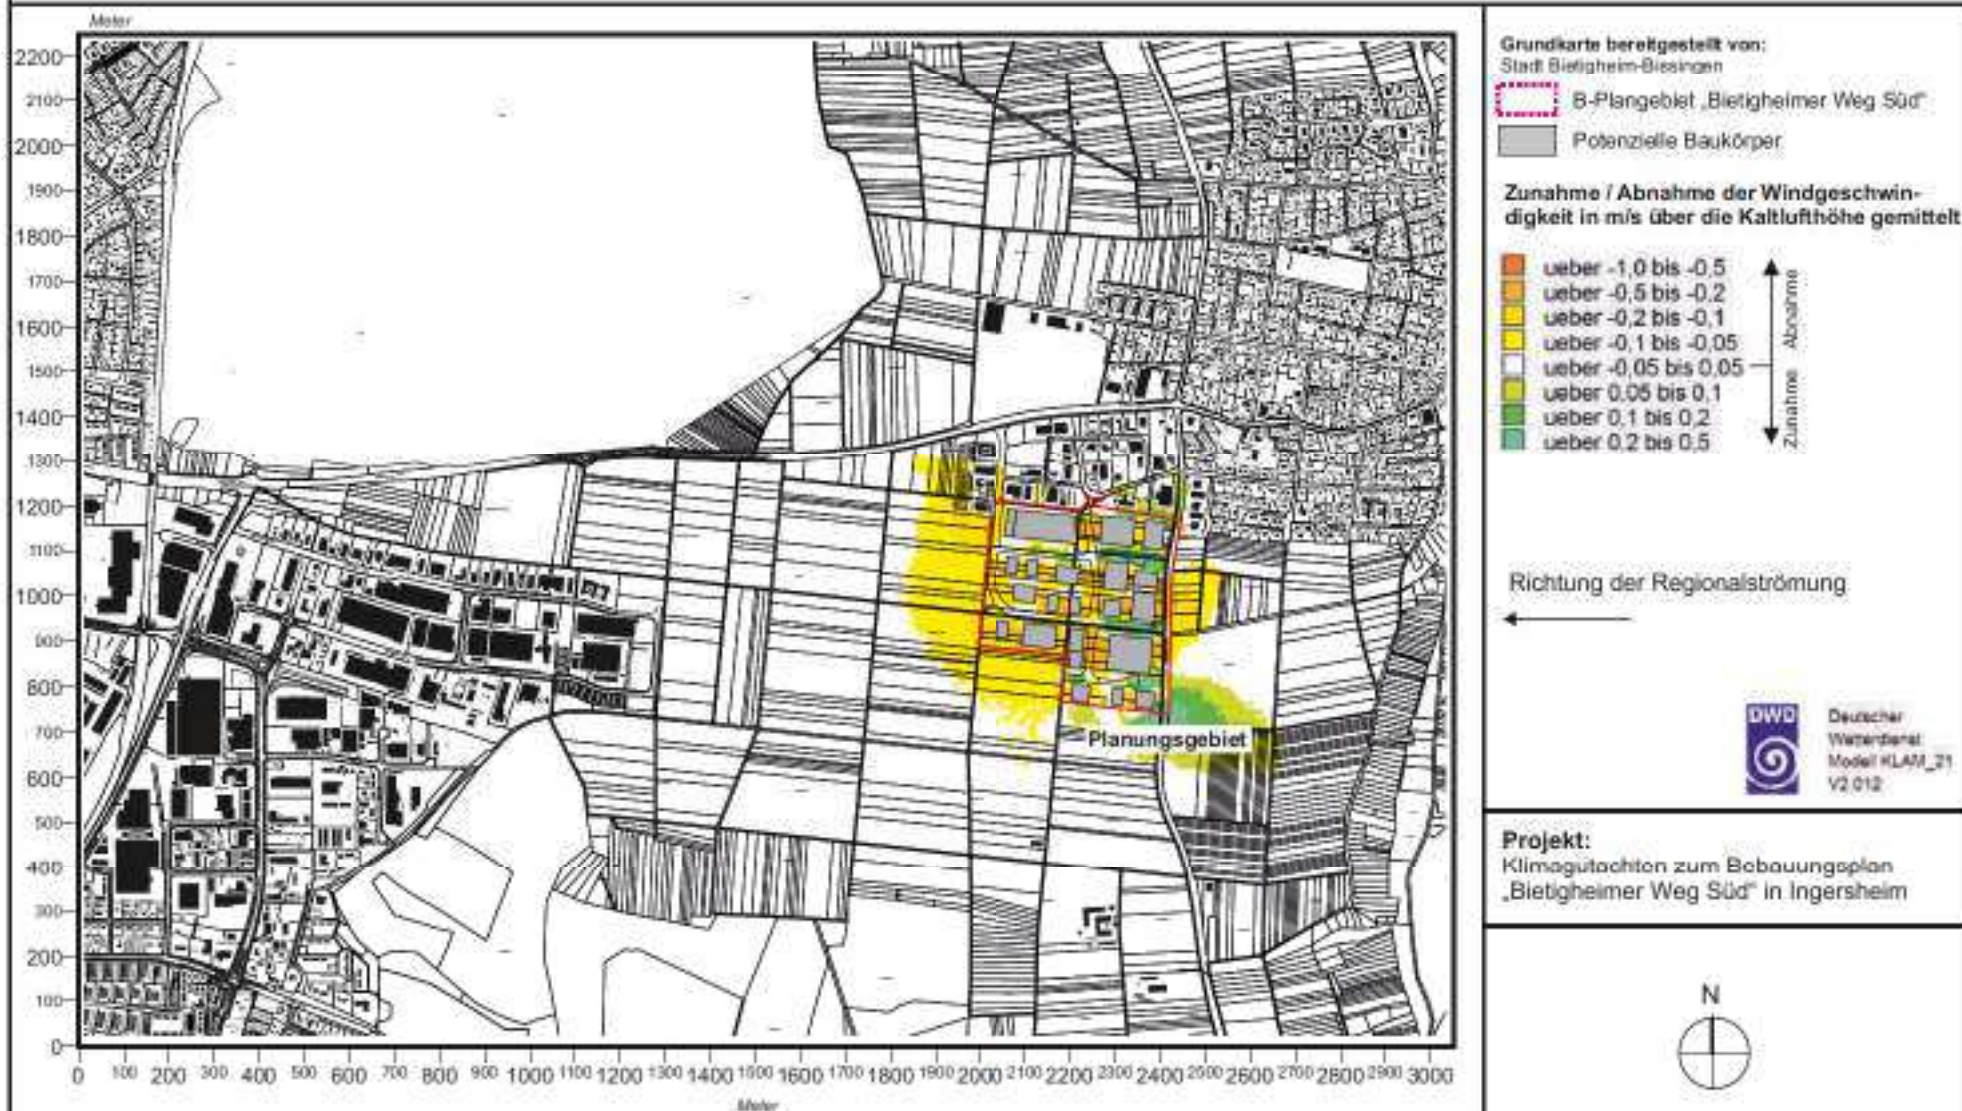 Meter
2200
2100
2000
1900
1800
1700
1600
1500
1400
1300
1200
1100
1000
900
800
700
600
500
400
300
200
100
0
0 100 200 300 400 500 600 700 800 900 1000 1100 1200 1300 1400 1500 1600 1700 1800 1900 2000 2100 2200 2300 2400 2500 2600 2700 2800 2900 3000
Meter
Planungsgebiet
Grundkarte bereitgestellt von:
Stadt Bietigheim-Bissingen
B-Plangebiet „Bietigheimer Weg Süd"
Potenzielle Baukörper
Zunahme / Abnahme der Windgeschwin-
digkeit in m/s über die Kaltlufthöhe gemittelt
ueber -1,0 bis -0,5
ueber -0,5 bis -0,2
ueber -0,2 bis -0,1
ueber -0,1 bis -0,05
ueber -0,05 bis 0,05
ueber 0,05 bis 0,1
ueber 0,1 bis 0,2
ueber 0,2 bis 0,5
Abnahme
Zunahme
Richtung der Regionalströmung
DWD
Deutscher
Wetterdienst
Modell KLAM_21
V2.012
Projekt:
Klimagutachten zum Bebauungsplan
„Bietigheimer Weg Süd" in Ingersheim
N